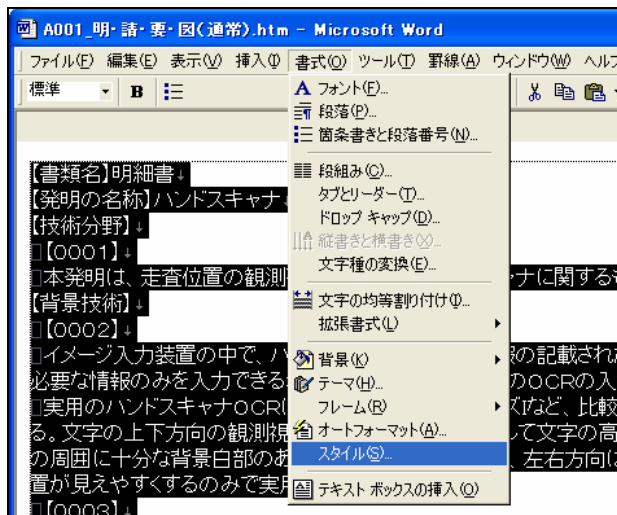 A001_明・請・要・図(通常).htm - Microsoft Word
ファイル(F) 編集(E) 表示(V) 挿入(I) 書式(O) ツール(T) 罫線(A) ウィンドウ(W) ヘルプ
標準 B
A フォント(F)...
段落(P)...
箇条書きと段落番号(N)...
段組み(C)...
タブとリーダー(T)...
ドロップ キャップ(D)...
縦書きと横書き(X)...
文字種の変換(E)...
文字の均等割り付け(I)...
拡張書式(L)
背景(K)
テーマ(H)...
フレーム(R)
オートフォーマット(A)...
スタイル(S)...
テキスト ボックスの挿入(O)
【書類名】明細書↓
【発明の名称】ハンドスキャナ
【技術分野】↓
□【0001】↓
□本発明は、走査位置の観測 ャナに関する
【背景技術】↓
□【0002】↓
□イメージ入力装置の中で、ハ 報の記載され
必要な情報のみを入力できる のOCRの入
□実用のハンドスキャナOCR ズなど、比較
る。文字の上下方向の観測視 して文字の高
の周囲に十分な背景白部のあ 、左右方向に
置が見えやすくするのみで実
□【0003】↓